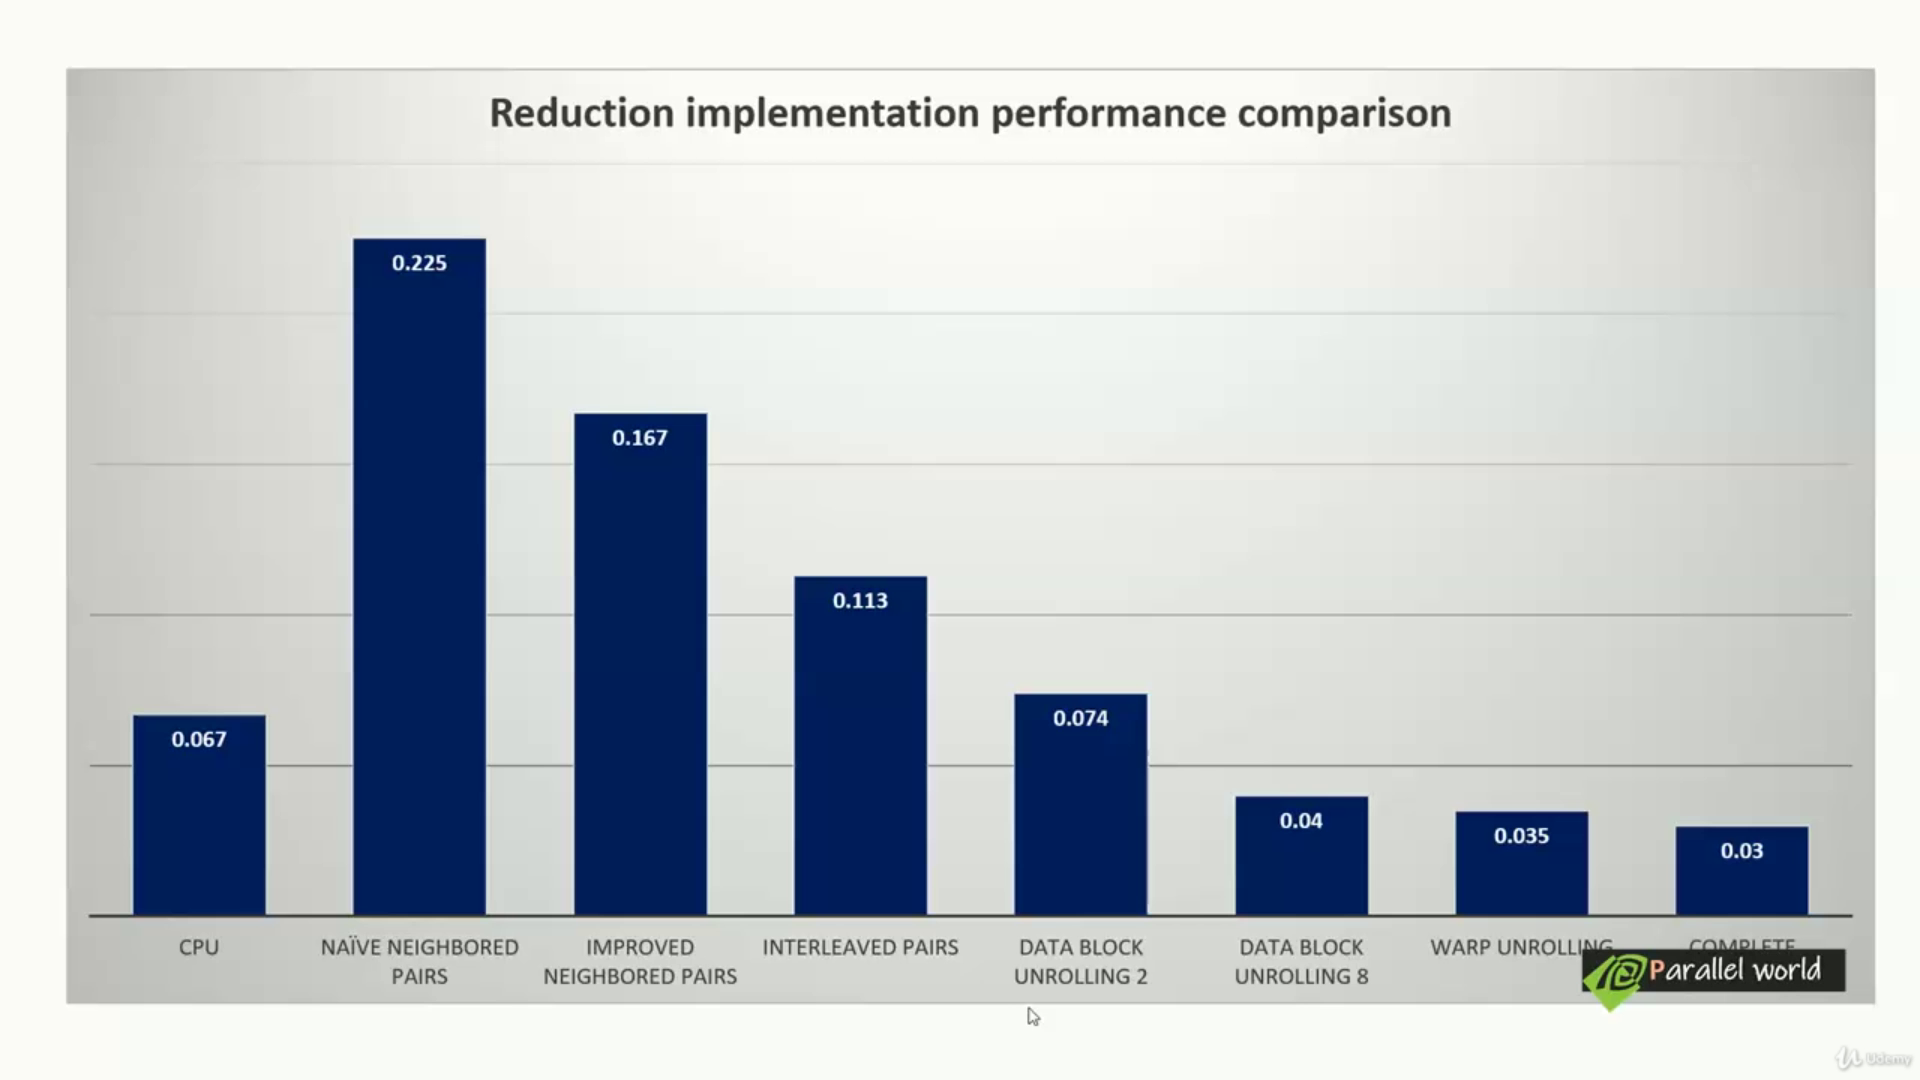 Reduction implementation performance comparison
0.225
0.167
0.113
0.067
0.074
0.04
0.035
0.03
CPU
NAÏVE NEIGHBORED
PAIRS
IMPROVED
NEIGHBORED PAIRS
INTERLEAVED PAIRS
DATA BLOCK
UNROLLING 2
DATA BLOCK
UNROLLING 8
WARP UNROLLING
COMPLETE
Parallel world
Udemy